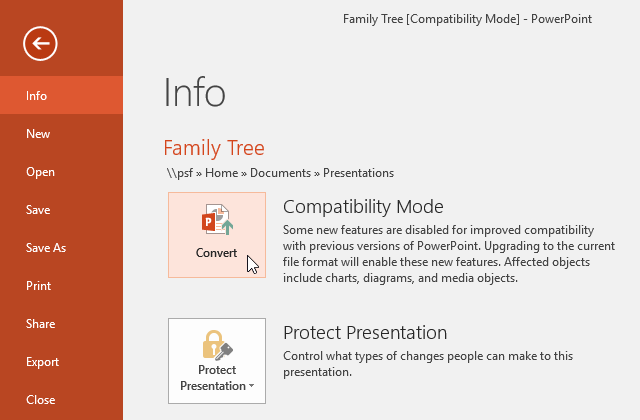 Family Tree [Compatibility Mode] - PowerPoint
Info
New
Open
Save
Save As
Print
Share
Export
Close
Info
Family Tree
\\psf » Home » Documents » Presentations
P
Convert
Compatibility Mode
Some new features are disabled for improved compatibility
with previous versions of PowerPoint. Upgrading to the current
file format will enable these new features. Affected objects
include charts, diagrams, and media objects.
Protect
Presentation
Protect Presentation
Control what types of changes people can make to this
presentation.